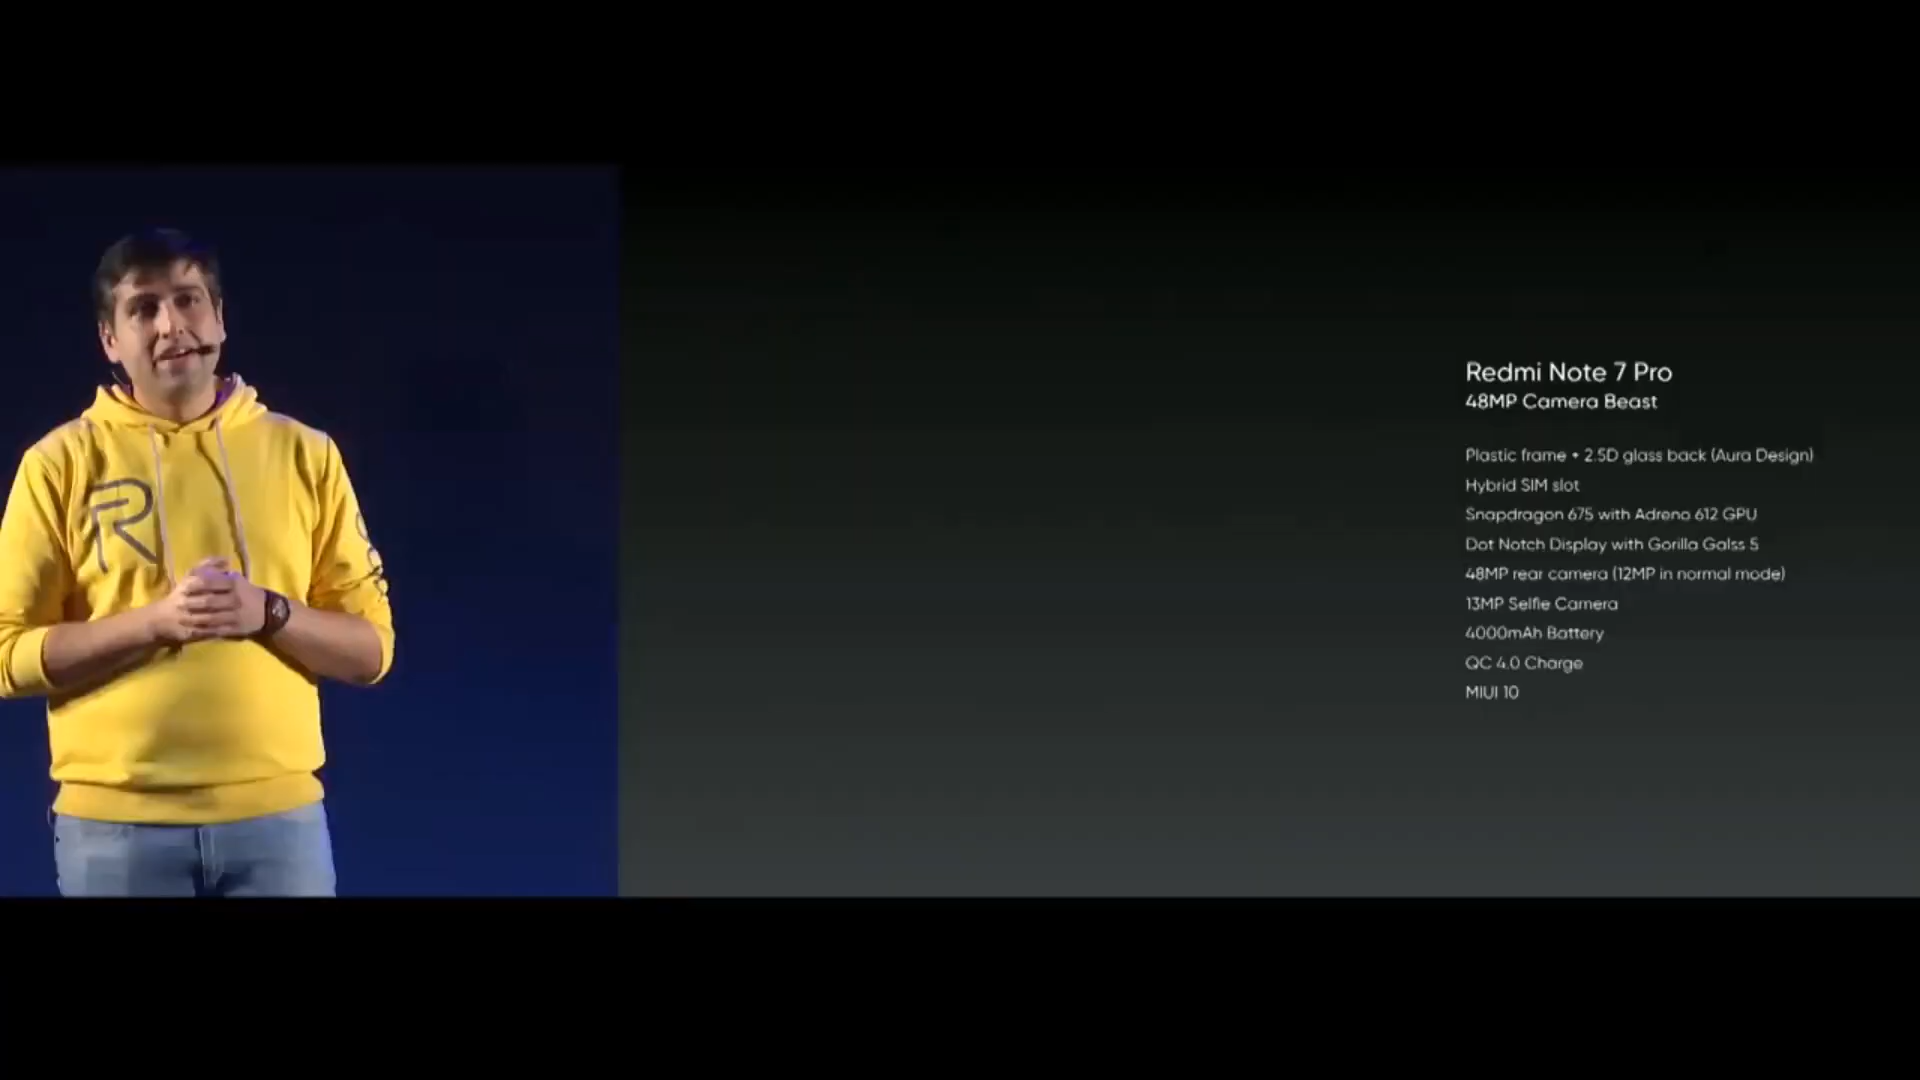 R
Redmi Note 7 Pro
48MP Camera Beast
Plastic frame + 2.5D glass back (Aura Design)
Hybrid SIM slot
Snapdragon 675 with Adreno 612 GPU
Dot Notch Display with Gorilla Galss 5
48MP rear camera (12MP in normal mode)
13MP Selfie Camera
4000mAh Battery
QC 4.0 Charge
MIUI 10